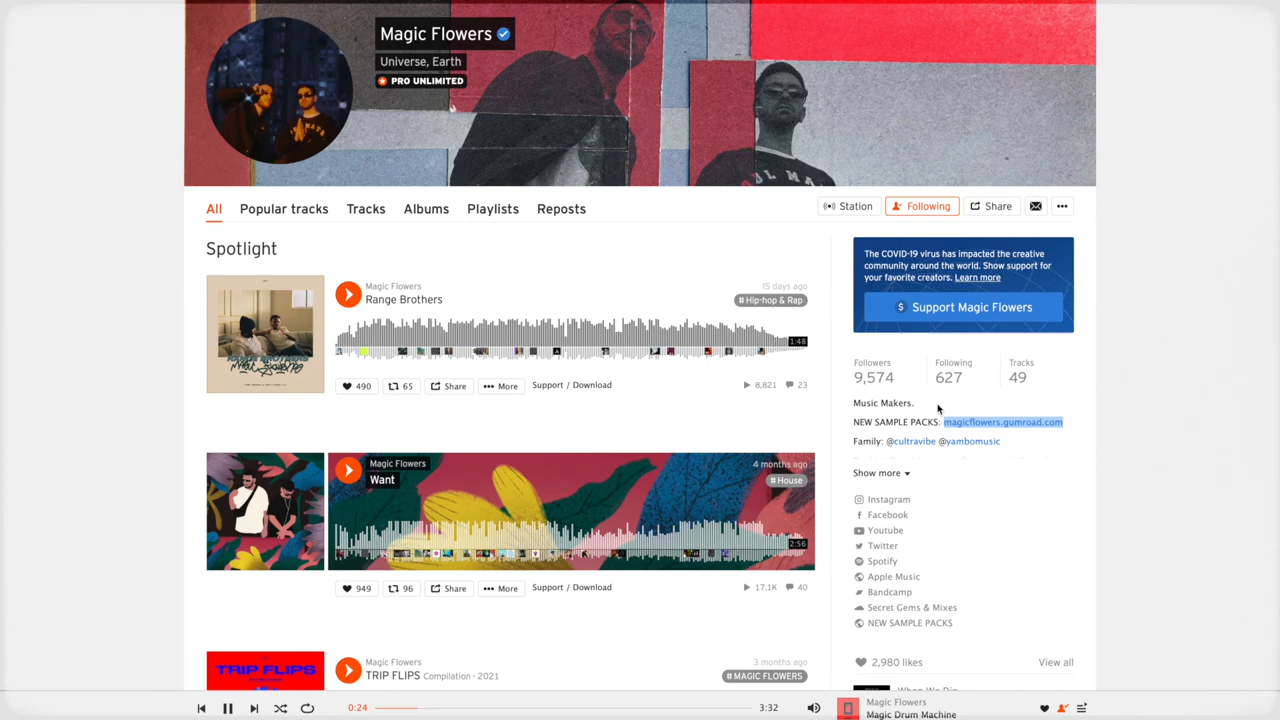 Magic Flowers
Universe, Earth
PRO UNLIMITED
All
Popular tracks
Tracks
Albums
Playlists
Reposts
Station
Following
Share
Spotlight
Magic Flowers
15 days ago
Range Brothers
# Hip-hop & Rap
1:48
490
65
Share
More
Support / Download
8,821
23
Magic Flowers
4 months ago
Want
# House
2:56
949
96
Share
More
Support / Download
17.1K
40
TRIP FLIPS
Magic Flowers
3 months ago
TRIP FLIPS Compilation · 2021
# MAGIC FLOWERS
The COVID-19 virus has impacted the creative
community around the world. Show support for
your favorite creators. Learn more
Support Magic Flowers
Followers
9,574
Following
627
Tracks
49
Music Makers.
NEW SAMPLE PACKS: magicflowers.gumroad.com
Family: @cultravibe @yambomusic
Show more
Instagram
Facebook
Youtube
Twitter
Spotify
Apple Music
Bandcamp
Secret Gems & Mixes
NEW SAMPLE PACKS
2,980 likes
View all
When We Dip
0:24
3:32
Magic Flowers
Magic Drum Machine